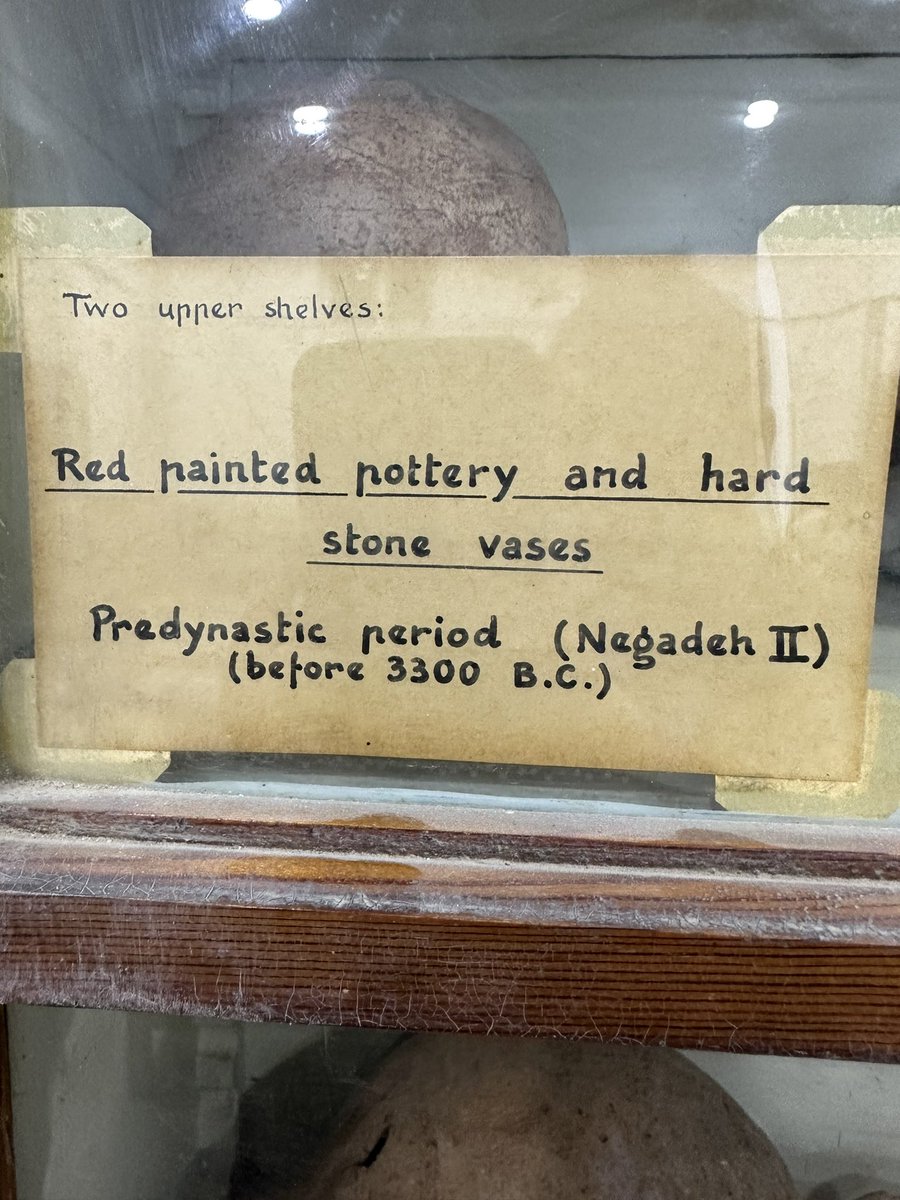 Two upper shelves:
Red painted pottery and hard
stone vases
Predynastic period (Negadeh II)
(before 3300 B.C.)